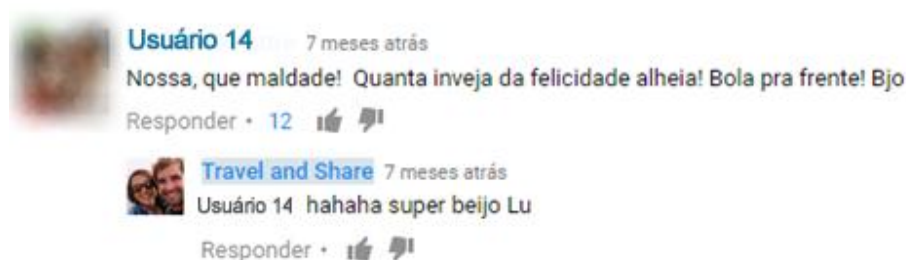 Usuário 14 7 meses atrás
Nossa, que maldade! Quanta inveja da felicidade alheia! Bola pra frente! Bjo
Responder • 12
Travel and Share 7 meses atrás
Usuário 14 hahaha super beijo Lu
Responder •